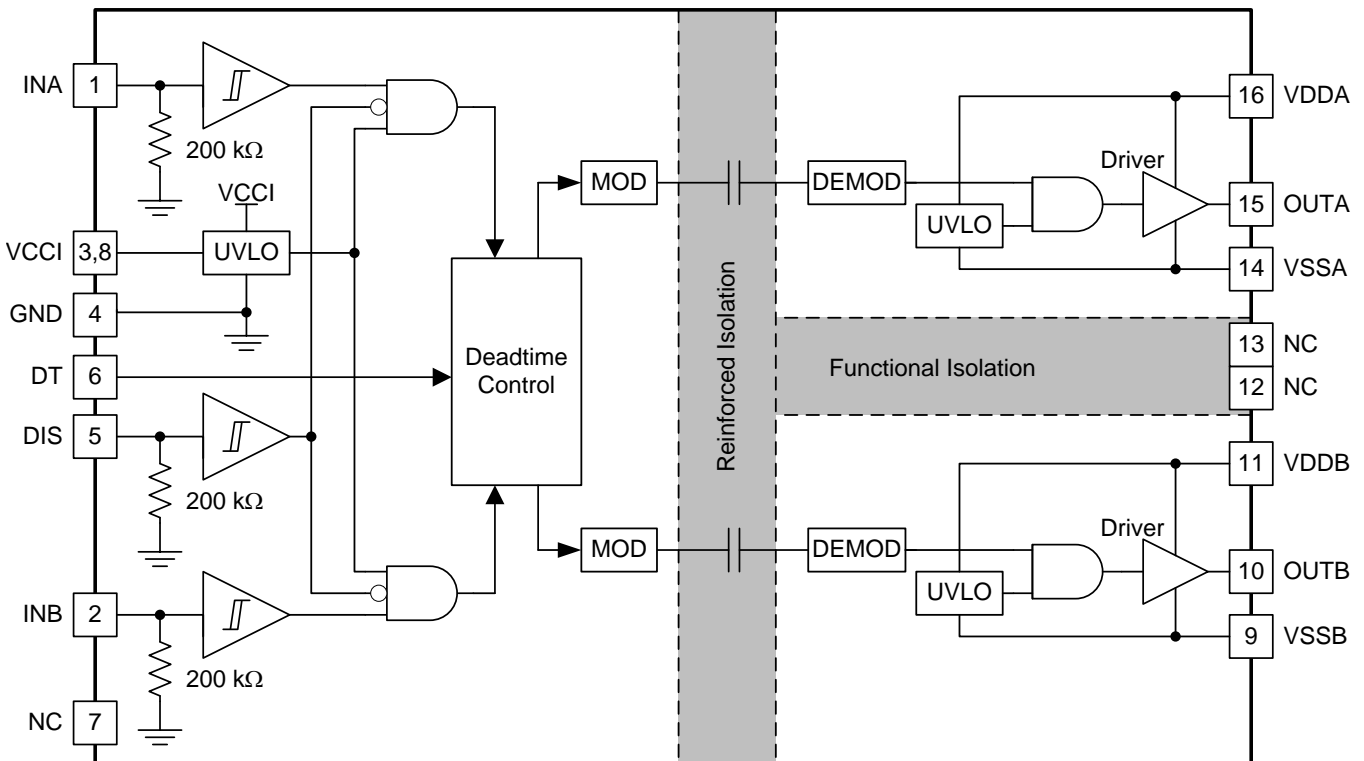 INA 1
200 kΩ
VCCI
VCCI 3,8
UVLO
GND 4
DT 6
DIS 5
200 kΩ
INB 2
200 kΩ
NC 7
Deadtime
Control
MOD
MOD
Reinforced Isolation
DEMOD
UVLO
Driver
16 VDDA
15 OUTA
14 VSSA
Functional Isolation
13 NC
12 NC
DEMOD
UVLO
Driver
11 VDDB
10 OUTB
9 VSSB